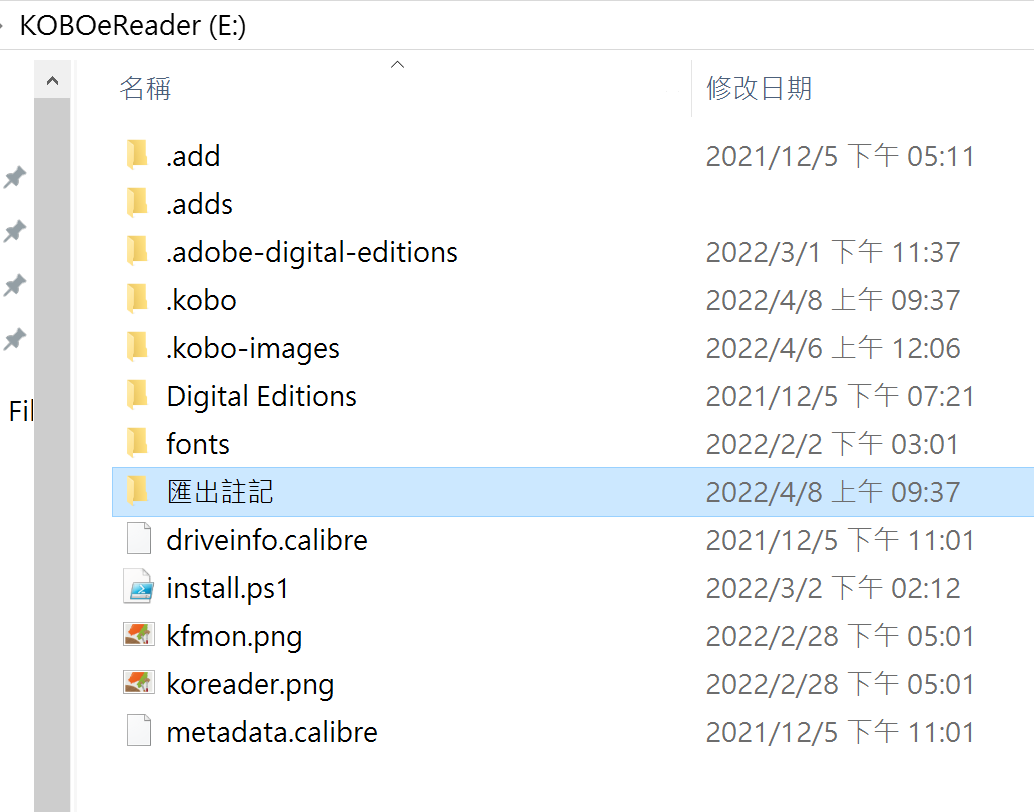 KOBOeReader (E:)
名稱 修改日期
.add 2021/12/5 下午 05:11
.adds
.adobe-digital-editions 2022/3/1 下午 11:37
.kobo 2022/4/8 上午 09:37
.kobo-images 2022/4/6 上午 12:06
Digital Editions 2021/12/5 下午 07:21
Fil
fonts 2022/2/2 下午 03:01
匯出註記 2022/4/8 上午 09:37
driveinfo.calibre 2021/12/5 下午 11:01
install.ps1 2022/3/2 下午 02:12
kfmon.png 2022/2/28 下午 05:01
koreader.png 2022/2/28 下午 05:01
metadata.calibre 2021/12/5 下午 11:01